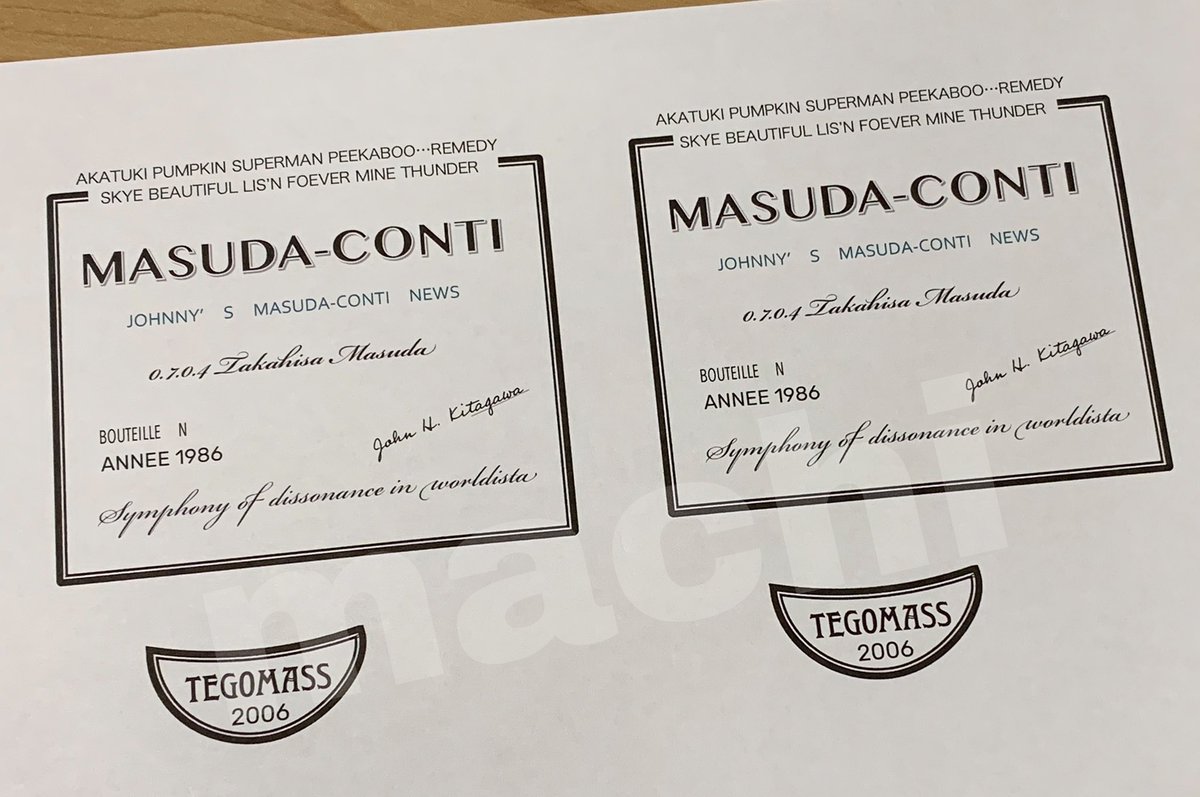 AKATUKI PUMPKIN SUPERMAN PEEKABOO…REMEDY
SKYE BEAUTIFUL LIS'N FOEVER MINE THUNDER
MASUDA-CONTI
JOHNNY' S MASUDA-CONTI NEWS
0.7.0.4 Takahisa Masuda
BOUTEILLE N
ANNEE 1986
John H. Kitagawa
Symphony of dissonance in worldista
TEGOMASS
2006
AKATUKI PUMPKIN SUPERMAN PEEKABOO…REMEDY
SKYE BEAUTIFUL LIS'N FOEVER MINE THUNDER
MASUDA-CONTI
JOHNNY' S MASUDA-CONTI NEWS
0.7.0.4 Takahisa Masuda
BOUTEILLE N
ANNEE 1986
John H. Kitagawa
Symphony of dissonance in worldista
TEGOMASS
2006
machi